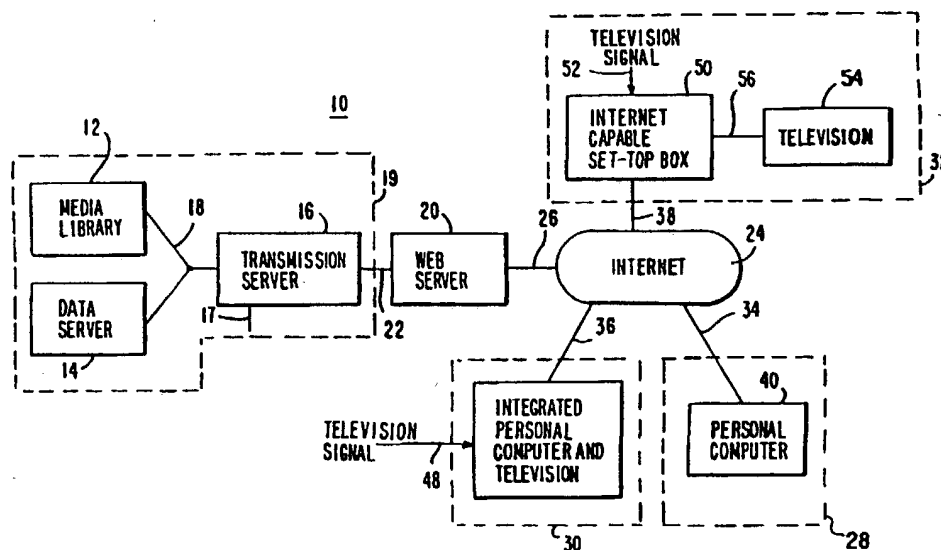 TELEVISION
SIGNAL
52
50
56
54
INTERNET
CAPABLE
SET-TOP BOX
TELEVISION
10
12
19
38
MEDIA
LIBRARY
18
16
20
26
24
TRANSMISSION
SERVER
WEB
SERVER
INTERNET
DATA
SERVER
14
17
22
36
34
40
INTEGRATED
PERSONAL
COMPUTER AND
TELEVISION
PERSONAL
COMPUTER
TELEVISION
SIGNAL
48
30
28